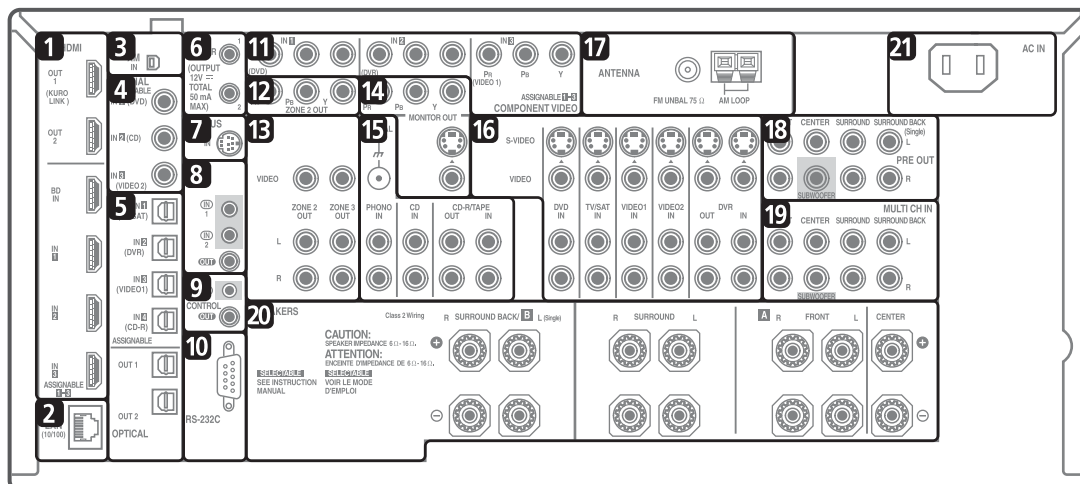 1
HDMI
OUT
1
(KURO
LINK)
OUT
2
BD
IN
IN
1
IN
2
IN
3
ASSIGNABLE
1-3
2
(10/100)
3
IN
4
(DVD)
IN 2 (CD)
IN 3
(VIDEO 2)
5
IN 1
IN 2
(DVR)
IN 3
(VIDEO1)
IN 4
(CD-R)
ASSIGNABLE
OUT 1
OUT 2
OPTICAL
6
1
(OUTPUT
12V
TOTAL
50 mA
MAX)
2
7
IN
8
IN
1
IN
2
OUT
9
CONTROL
OUT
10
RS-232C
11
IN 1
(DVD)
IN 2
(DVR)
IN 3
PR PB Y
(VIDEO 1)
ASSIGNABLE 1-3
COMPONENT VIDEO
12
PB Y
ZONE 2 OUT
13
VIDEO
ZONE 2
OUT
ZONE 3
OUT
L
R
14
PR PB Y
MONITOR OUT
15
PHONO
IN
CD
IN
CD-R/TAPE
OUT IN
16
S-VIDEO
VIDEO
DVD
IN
TV/SAT
IN
VIDEO1
IN
VIDEO2
IN
DVR
OUT IN
17
ANTENNA
FM UNBAL 75 Ω
AM LOOP
18
CENTER SURROUND SURROUND BACK
(Single)
L
PRE OUT
R
SUBWOOFER
19
MULTI CH IN
CENTER SURROUND SURROUND BACK
L
R
SUBWOOFER
20
Class 2 Wiring
CAUTION:
SPEAKER IMPEDANCE 6 Ω - 16 Ω.
ATTENTION:
ENCEINTE D'IMPEDANCE DE 6 Ω - 16 Ω.
SELECTABLE
SEE INSTRUCTION
MANUAL
SELECTABLE
VOIR LE MODE
D'EMPLOI
R SURROUND BACK/ B L (Single)
R SURROUND L
A R FRONT L
CENTER
21
AC IN